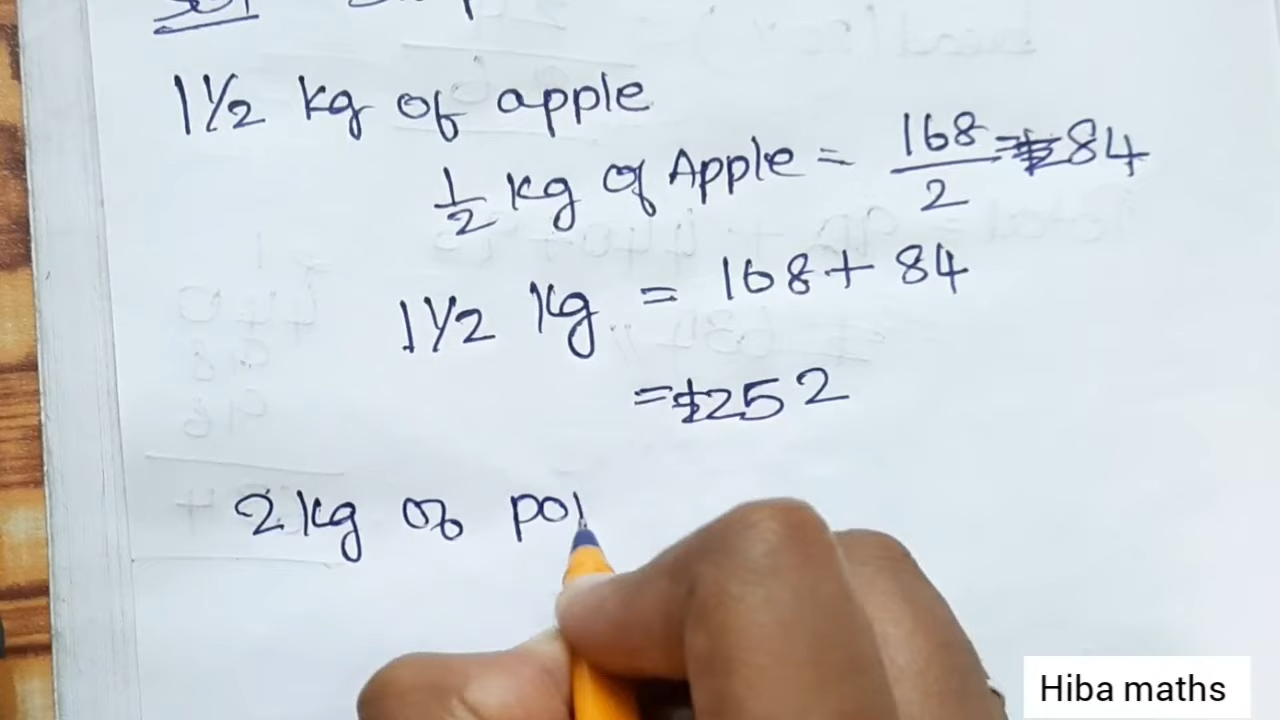 1½ kg of apple
½ kg of Apple = 168/2 = 84
1½ kg = 168 + 84
= 252
2 kg of po
Hiba maths